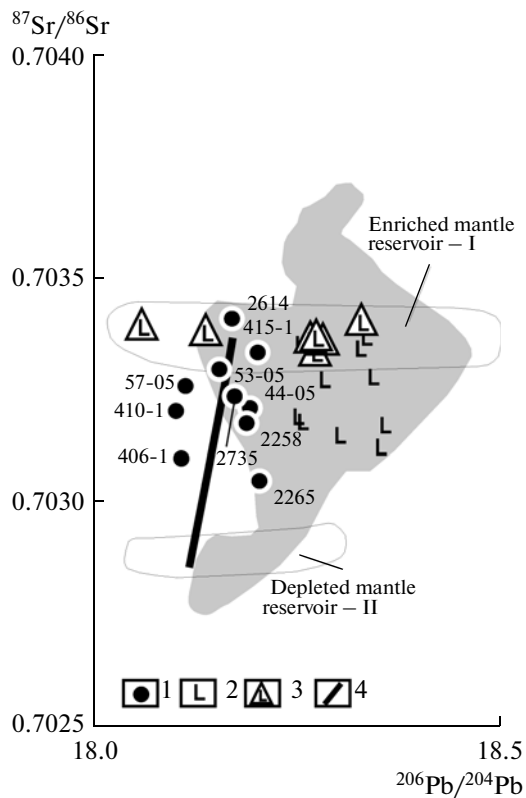 ⁸⁷Sr/⁸⁶Sr
0.7040
Enriched mantle
reservoir – I
0.7035
2614
415-1
53-05
57-05
44-05
410-1
2258
406-1
2735
2265
0.7030
Depleted mantle
reservoir – II
1
L 2
L 3
4
0.7025
18.0
18.5
²⁰⁶Pb/²⁰⁴Pb